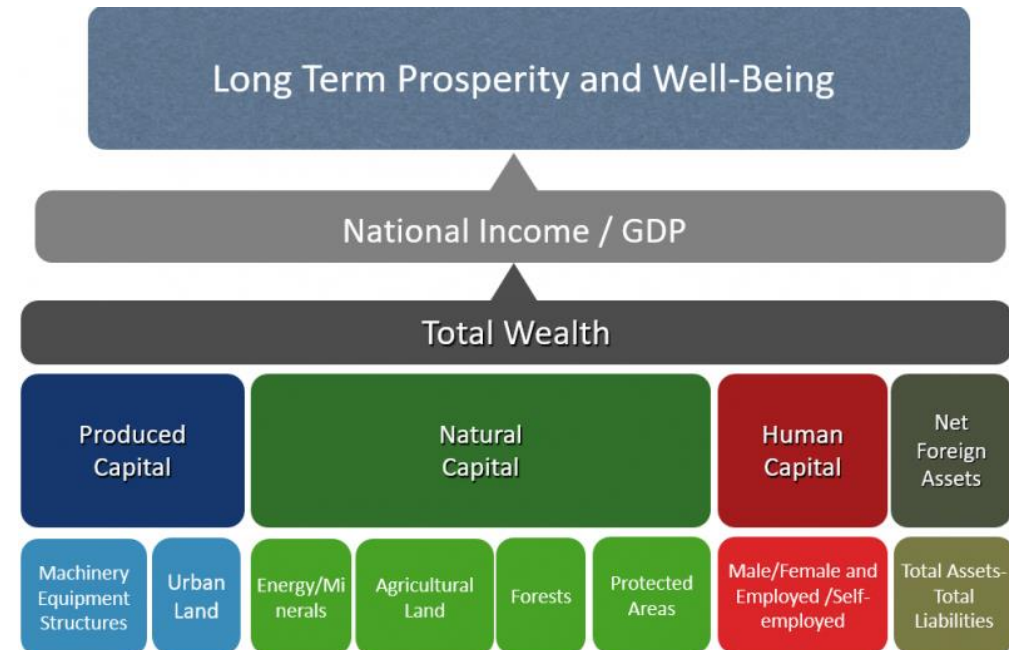 Long Term Prosperity and Well-Being
National Income / GDP
Total Wealth
Produced
Capital
Natural
Capital
Human
Capital
Net
Foreign
Assets
Machinery
Equipment
Structures
Urban
Land
Energy/Mi
nerals
Agricultural
Land
Forests
Protected
Areas
Male/Female and
Employed /Self-
employed
Total Assets-
Total
Liabilities